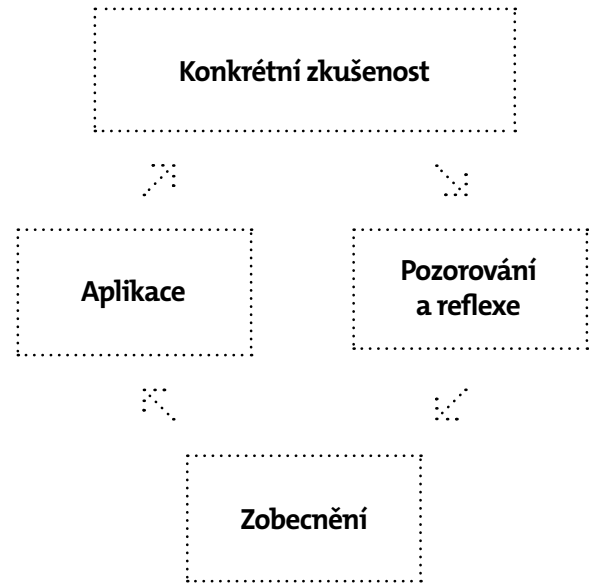 Konkrétní zkušenost
Aplikace
Pozorování
a reflexe
Zobecnění